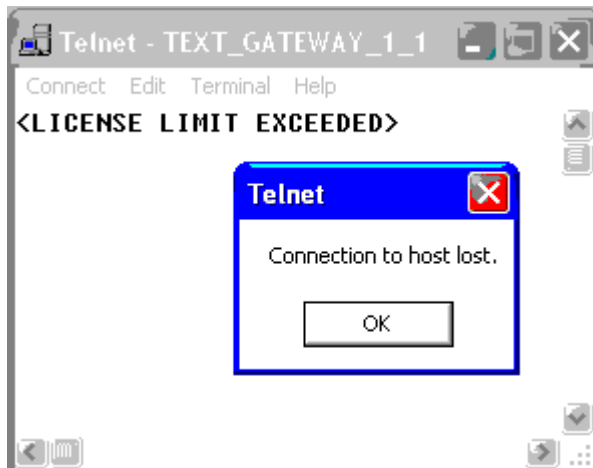 Telnet - TEXT_GATEWAY_1_1
Connect Edit Terminal Help
<LICENSE LIMIT EXCEEDED>
Telnet
Connection to host lost.
OK